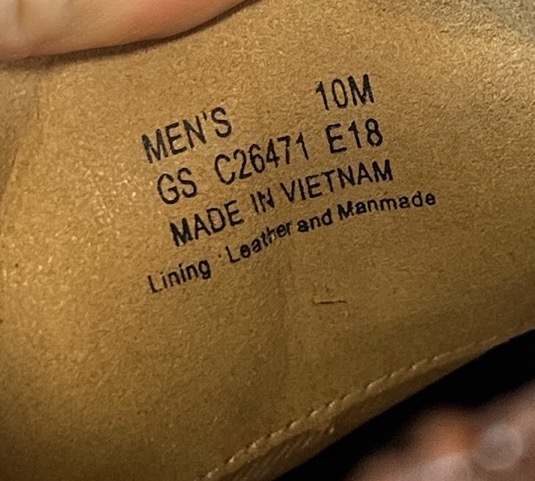 MEN'S 10M
GS C26471 E18
MADE IN VIETNAM
Lining : Leather and Manmade